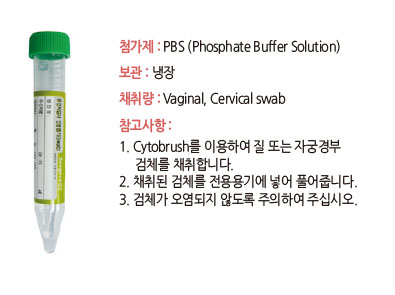 첨가제 : PBS (Phosphate Buffer Solution)
보관 : 냉장
채취량 : Vaginal, Cervical swab
참고사항 :
1. Cytobrush를 이용하여 질 또는 자궁경부
검체를 채취합니다.
2. 채취된 검체를 전용용기에 넣어 풀어줍니다.
3. 검체가 오염되지 않도록 주의하여 주십시오.